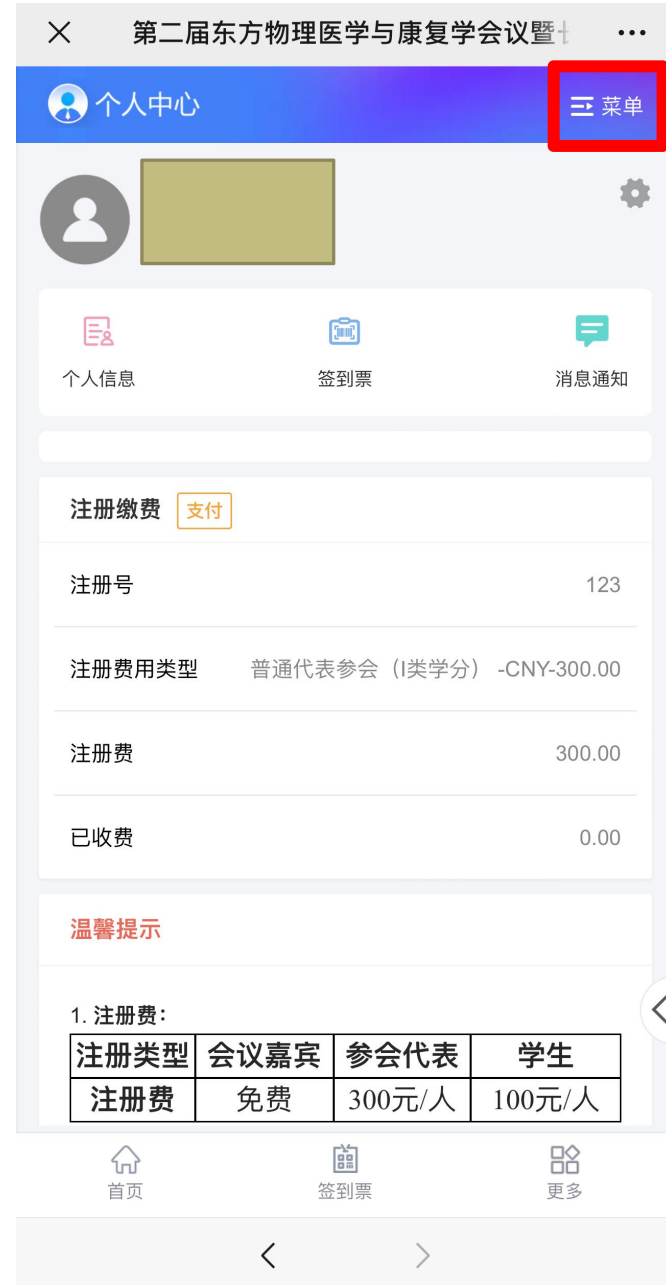 第二届东方物理医学与康复学会议暨
个人中心
菜单
个人信息
签到票
消息通知
注册缴费 支付
注册号 123
注册费用类型 普通代表参会（I类学分） -CNY-300.00
注册费 300.00
已收费 0.00
温馨提示
1. 注册费：
注册类型 会议嘉宾 参会代表 学生
注册费 免费 300元/人 100元/人
首页
签到票
更多